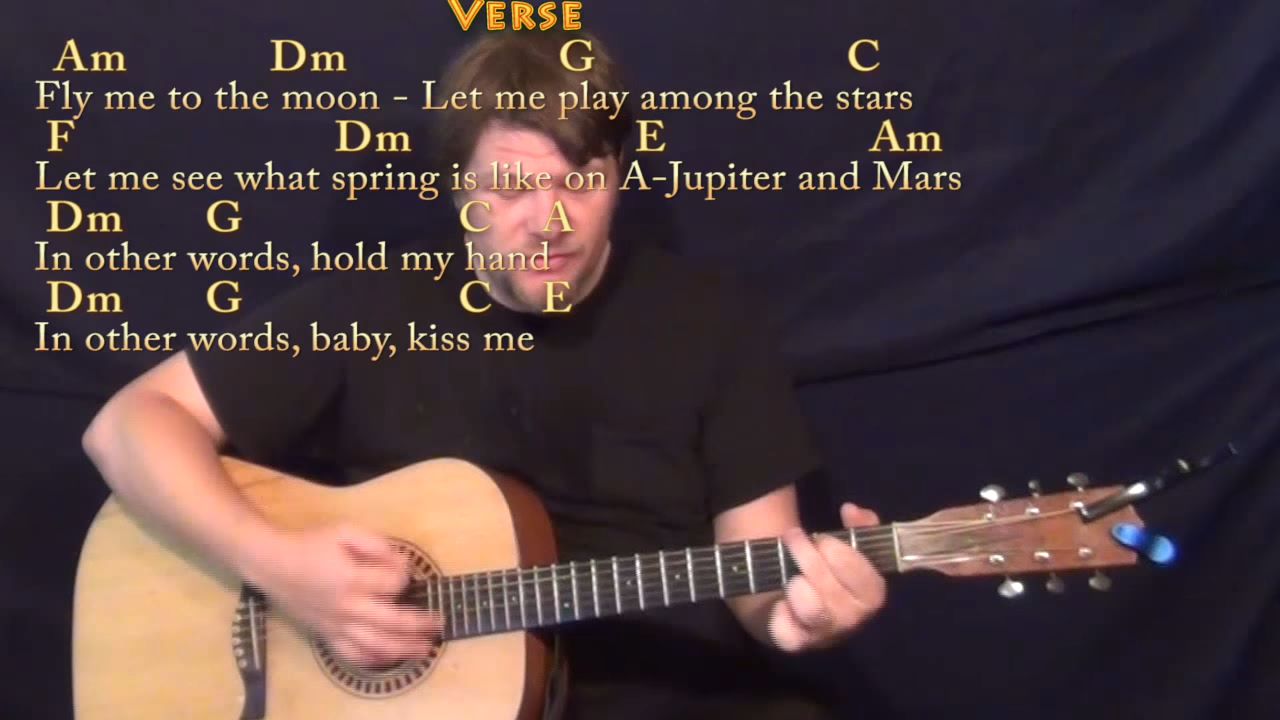 VERSE
Am Dm G C
Fly me to the moon - Let me play among the stars
F Dm E Am
Let me see what spring is like on A-Jupiter and Mars
Dm G C A
In other words, hold my hand
Dm G C E
In other words, baby, kiss me